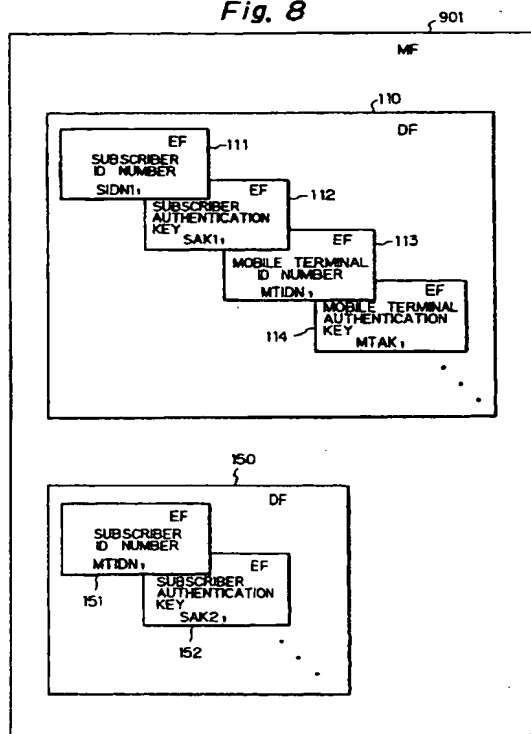 Fig. 8
901
MF
110
DF
EF
111
SUBSCRIBER
ID NUMBER
SIDN1₁
EF
112
SUBSCRIBER
AUTHENTICATION
KEY
SAK1₁
EF
113
MOBILE TERMINAL
ID NUMBER
MTIDN₁
EF
MOBILE TERMINAL
AUTHENTICATION
KEY
114
MTAK₁
150
DF
EF
SUBSCRIBER
ID NUMBER
MTIDN₁
151
EF
SUBSCRIBER
AUTHENTICATION
KEY
SAK2₁
152